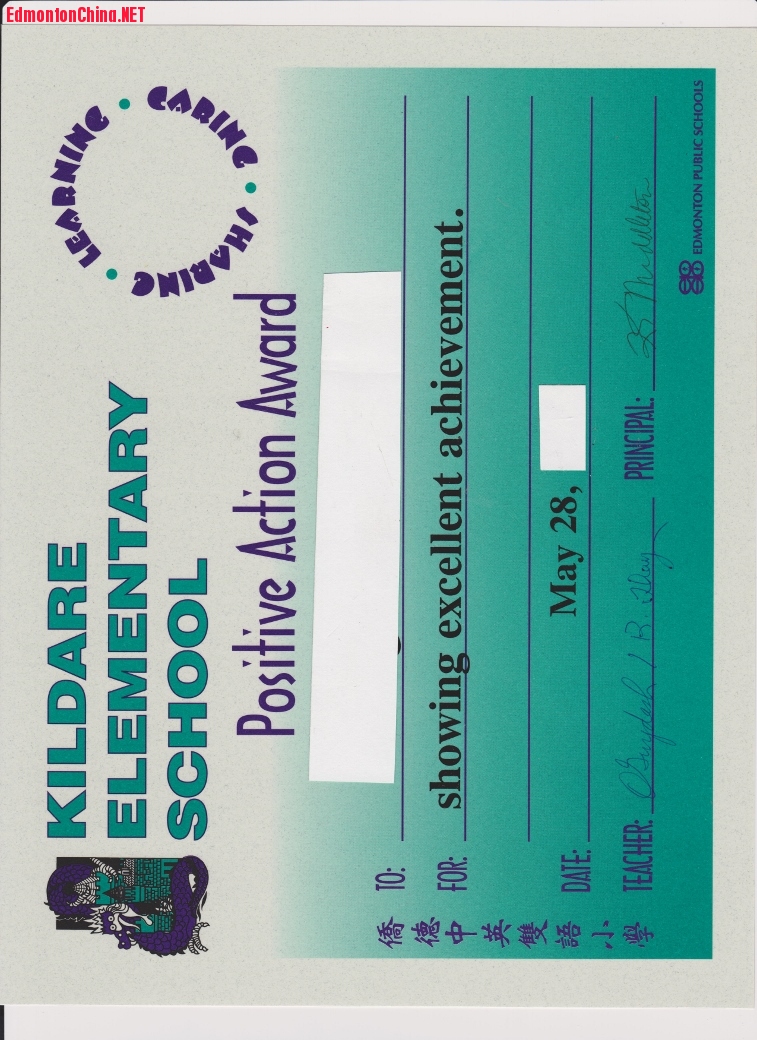 EdmontonChina.NET
KILDARE
ELEMENTARY
SCHOOL
LEARNING • CARING • SHARING •
Positive Action Award
TO:
FOR: showing excellent achievement.
DATE: May 28,
TEACHER: PRINCIPAL: Middleton
僑德中英雙語小學
EDMONTON PUBLIC SCHOOLS